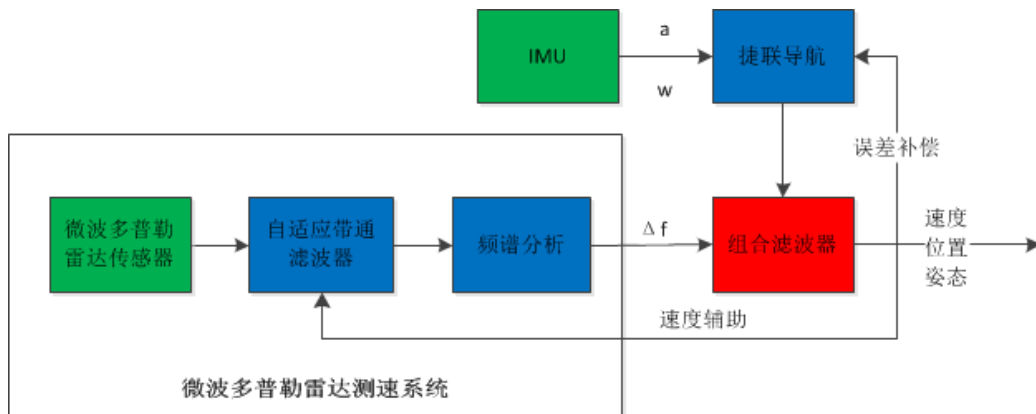 IMU
a
w
捷联导航
误差补偿
微波多普勒
雷达传感器
自适应带通
滤波器
频谱分析
Δf
组合滤波器
速度
位置
姿态
速度辅助
微波多普勒雷达测速系统